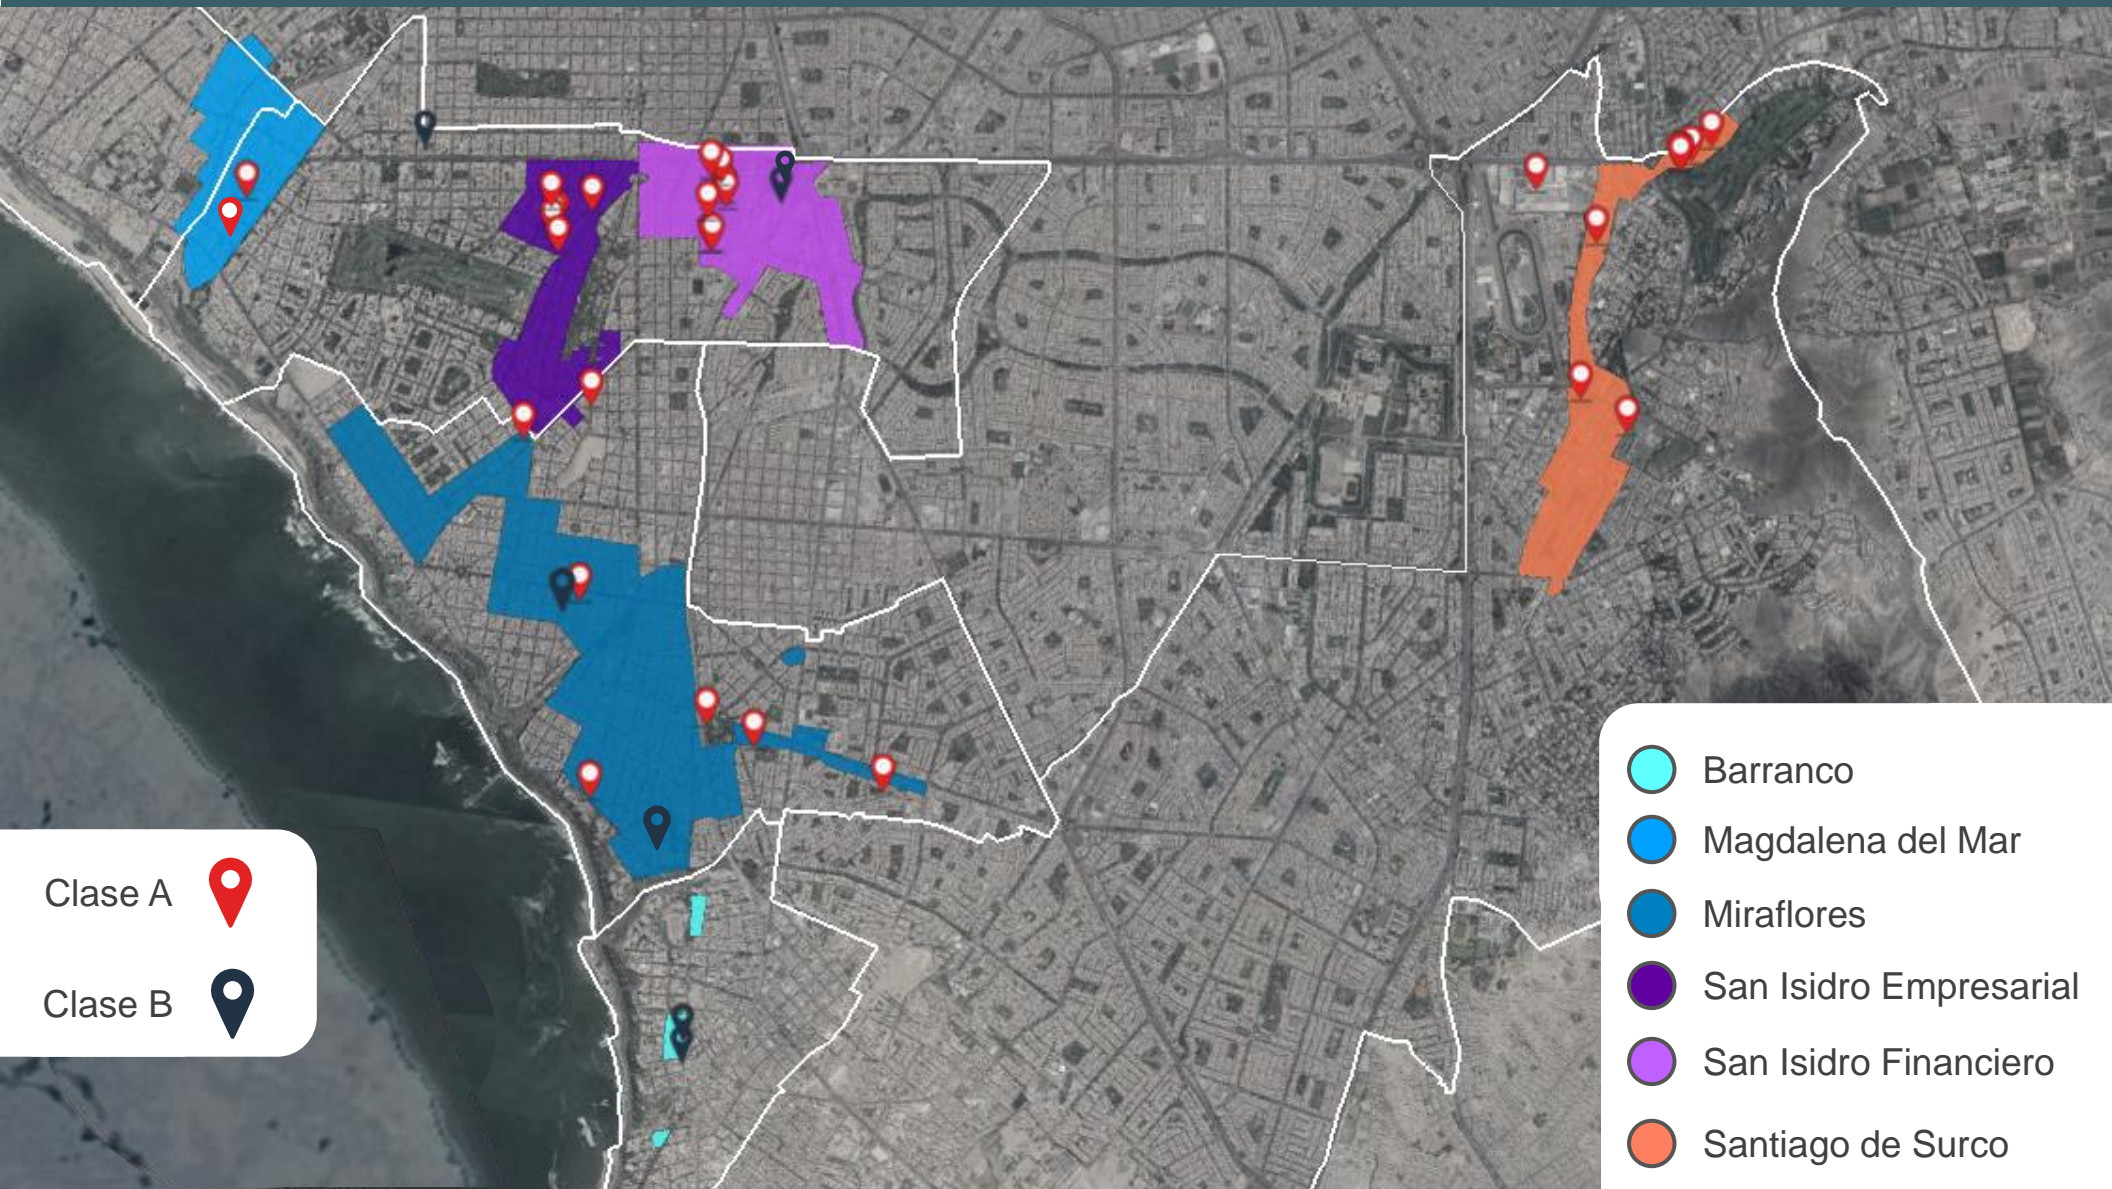 Clase A
Clase B
Barranco
Magdalena del Mar
Miraflores
San Isidro Empresarial
San Isidro Financiero
Santiago de Surco